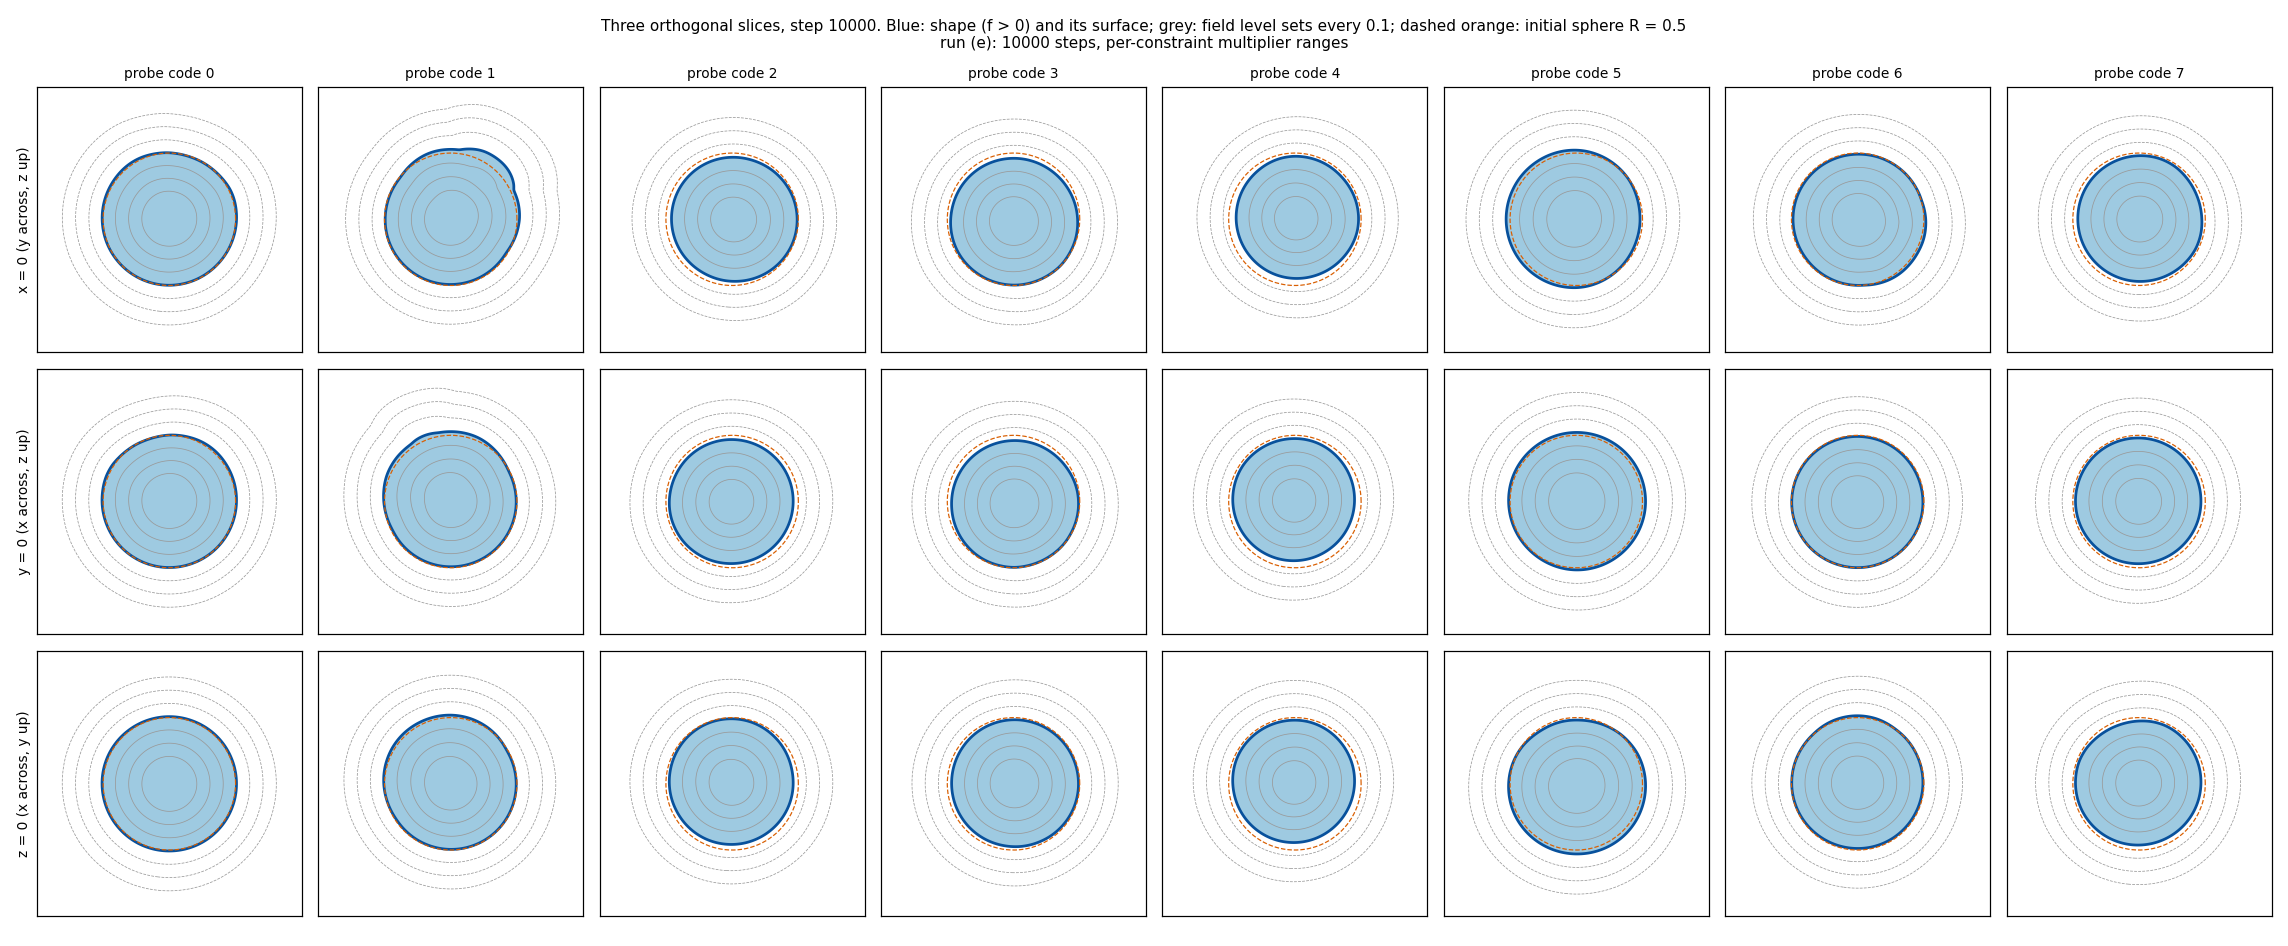 Three orthogonal slices, step 10000. Blue: shape (f > 0) and its surface; grey: field level sets every 0.1; dashed orange: initial sphere R = 0.5
run (e): 10000 steps, per-constraint multiplier ranges
probe code 0
probe code 1
probe code 2
probe code 3
probe code 4
probe code 5
probe code 6
probe code 7
x = 0 (y across, z up)
y = 0 (x across, z up)
z = 0 (x across, y up)